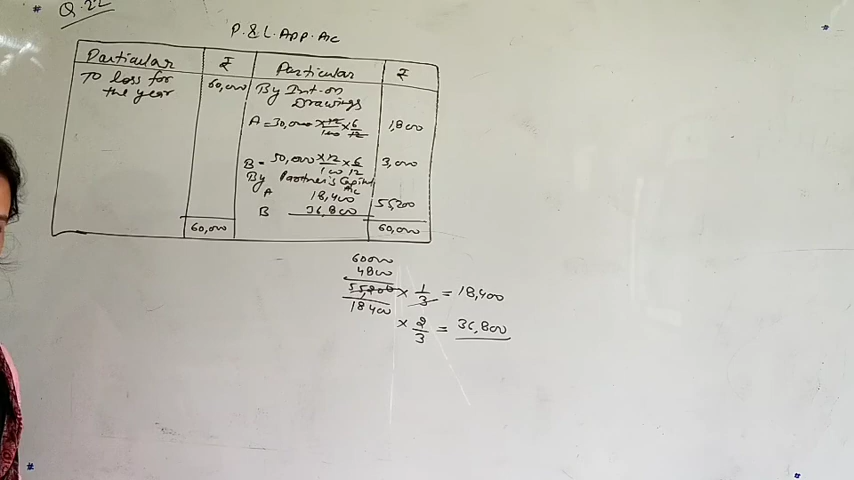 * Q.22
P.&L.App.A/c
Particular ₹ Particular ₹
To loss for the year 60,000 By Int-on Drawings
A = 30,000 × 12/100 × 6/12 1,800
B = 50,000 × 12/100 × 6/12 3,000
By Partner's Capital A/c
A 18,400
B 36,800 55,200
60,000 60,000
60000
4800
55,200 × 1/3 = 18,400
18400
× 2/3 = 36,800